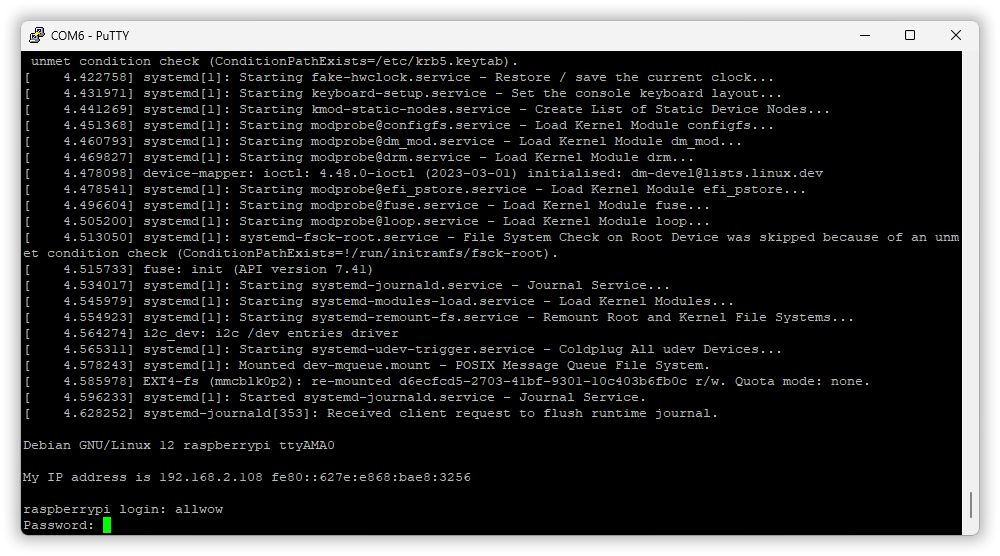 COM6 - PuTTY
unmet condition check (ConditionPathExists=/etc/krb5.keytab).
[    4.422758] systemd[1]: Starting fake-hwclock.service - Restore / save the current clock...
[    4.431971] systemd[1]: Starting keyboard-setup.service - Set the console keyboard layout...
[    4.441269] systemd[1]: Starting kmod-static-nodes.service - Create List of Static Device Nodes...
[    4.451368] systemd[1]: Starting modprobe@configfs.service - Load Kernel Module configfs...
[    4.460793] systemd[1]: Starting modprobe@dm_mod.service - Load Kernel Module dm_mod...
[    4.469827] systemd[1]: Starting modprobe@drm.service - Load Kernel Module drm...
[    4.478098] device-mapper: ioctl: 4.48.0-ioctl (2023-03-01) initialised: dm-devel@lists.linux.dev
[    4.478541] systemd[1]: Starting modprobe@efi_pstore.service - Load Kernel Module efi_pstore...
[    4.496604] systemd[1]: Starting modprobe@fuse.service - Load Kernel Module fuse...
[    4.505200] systemd[1]: Starting modprobe@loop.service - Load Kernel Module loop...
[    4.513050] systemd[1]: systemd-fsck-root.service - File System Check on Root Device was skipped because of an unm
et condition check (ConditionPathExists=!/run/initramfs/fsck-root).
[    4.515733] fuse: init (API version 7.41)
[    4.534017] systemd[1]: Starting systemd-journald.service - Journal Service...
[    4.545979] systemd[1]: Starting systemd-modules-load.service - Load Kernel Modules...
[    4.554923] systemd[1]: Starting systemd-remount-fs.service - Remount Root and Kernel File Systems...
[    4.564274] i2c_dev: i2c /dev entries driver
[    4.565311] systemd[1]: Starting systemd-udev-trigger.service - Coldplug All udev Devices...
[    4.578243] systemd[1]: Mounted dev-mqueue.mount - POSIX Message Queue File System.
[    4.585978] EXT4-fs (mmcblk0p2): re-mounted d6ecfcd5-2703-41bf-9301-10c403b6fb0c r/w. Quota mode: none.
[    4.596233] systemd[1]: Started systemd-journald.service - Journal Service.
[    4.628252] systemd-journald[353]: Received client request to flush runtime journal.
Debian GNU/Linux 12 raspberrypi ttyAMA0
My IP address is 192.168.2.108 fe80::627e:e868:bae8:3256
raspberrypi login: allwow
Password: